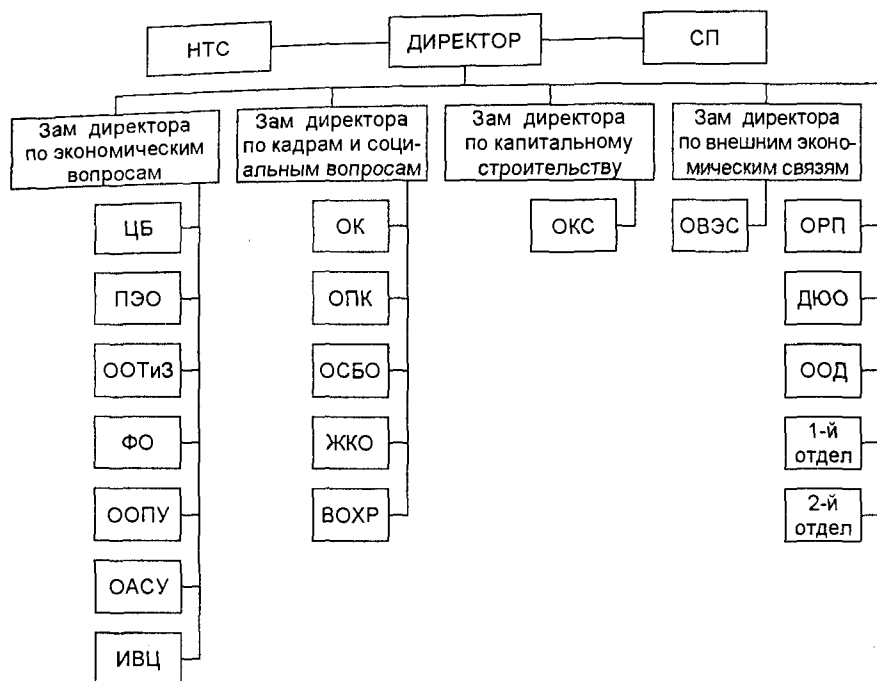 НТС
ДИРЕКТОР
СП
Зам директора
по экономическим
вопросам
Зам директора
по кадрам и соци-
альным вопросам
Зам директора
по капитальному
строительству
Зам директора
по внешним эконо-
мическим связям
ЦБ
ОК
ОКС
ОВЭС
ОРП
ПЭО
ОПК
ДЮО
ООТиЗ
ОСБО
ООД
ФО
ЖКО
1-й
отдел
ООПУ
ВОХР
2-й
отдел
ОАСУ
ИВЦ